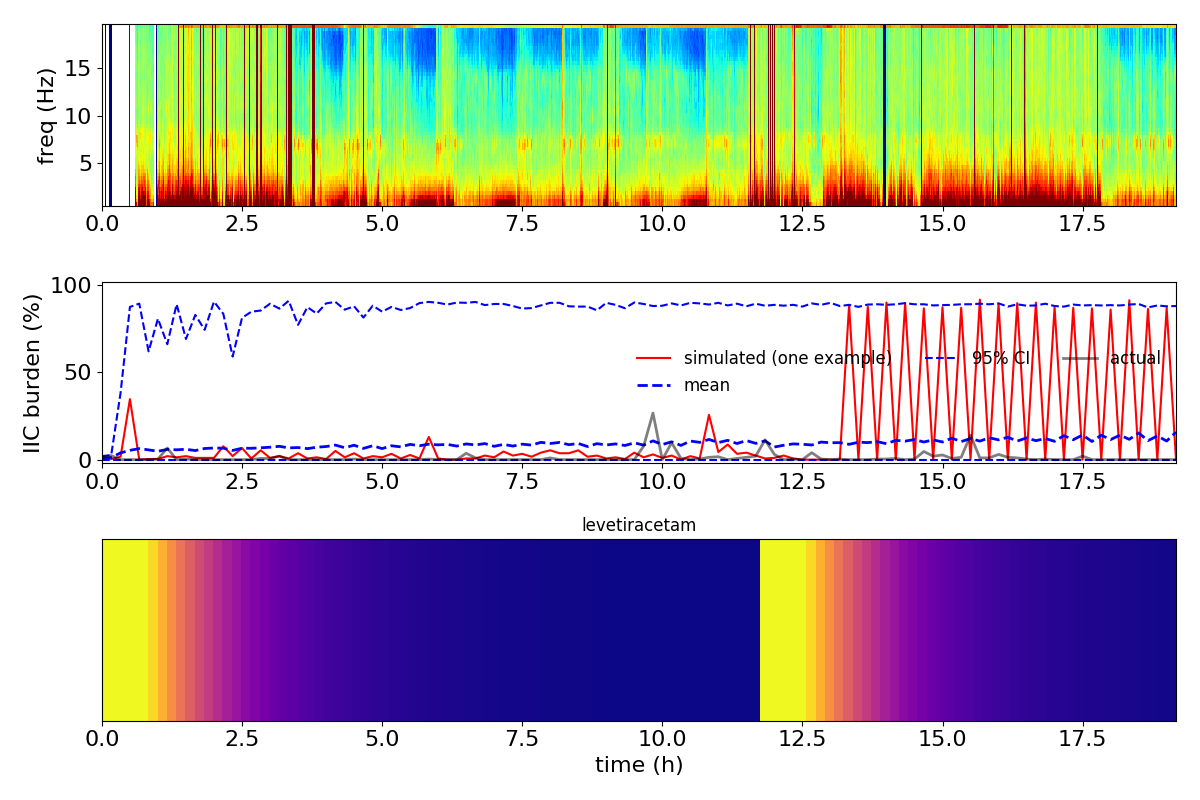 freq (Hz)
15
10
5
0.0 2.5 5.0 7.5 10.0 12.5 15.0 17.5
IIC burden (%)
100
50
0
simulated (one example) 95% CI actual
mean
0.0 2.5 5.0 7.5 10.0 12.5 15.0 17.5
levetiracetam
0.0 2.5 5.0 7.5 10.0 12.5 15.0 17.5
time (h)